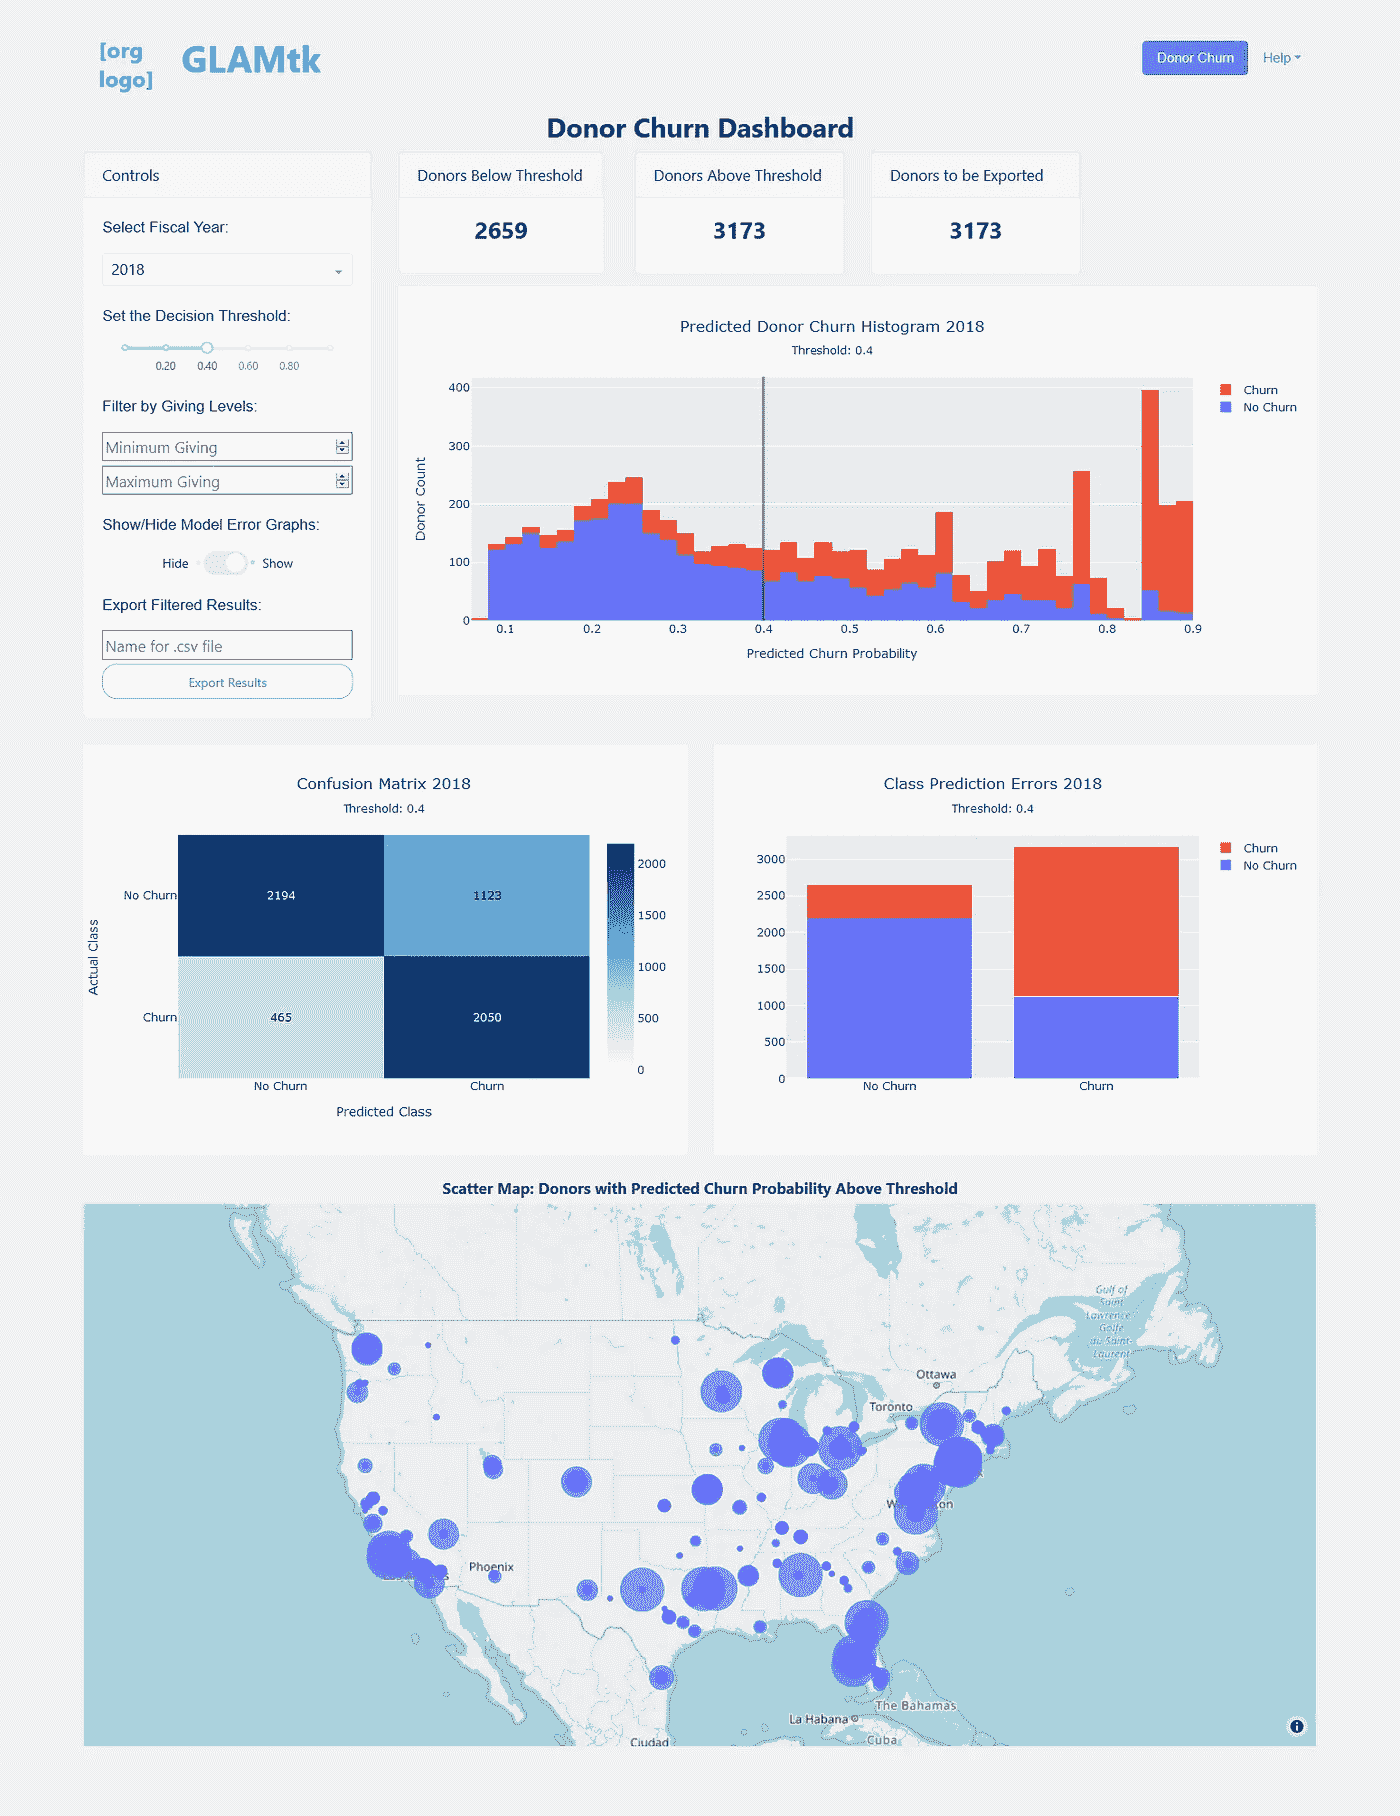 [org
logo]
GLAMtk
Donor Churn
Help
Donor Churn Dashboard
Controls
Select Fiscal Year:
2018
Set the Decision Threshold:
0.20 0.40 0.60 0.80
Filter by Giving Levels:
Minimum Giving
Maximum Giving
Show/Hide Model Error Graphs:
Hide Show
Export Filtered Results:
Name for .csv file
Export Results
Donors Below Threshold
2659
Donors Above Threshold
3173
Donors to be Exported
3173
Predicted Donor Churn Histogram 2018
Threshold: 0.4
Churn
No Churn
Donor Count
400
300
200
100
0
0.1 0.2 0.3 0.4 0.5 0.6 0.7 0.8 0.9
Predicted Churn Probability
Confusion Matrix 2018
Threshold: 0.4
Actual Class
No Churn
2194 1123
Churn
465 2050
No Churn Churn
Predicted Class
2000
1500
1000
500
0
Class Prediction Errors 2018
Threshold: 0.4
Churn
No Churn
3000
2500
2000
1500
1000
500
0
No Churn Churn
Scatter Map: Donors with Predicted Churn Probability Above Threshold
Gulf of
Saint
Lawrence /
Golfe
du Saint-
Laurent
Ottawa
Toronto
Phoenix
The Bahamas
La Habana
Cuba
Ciudad